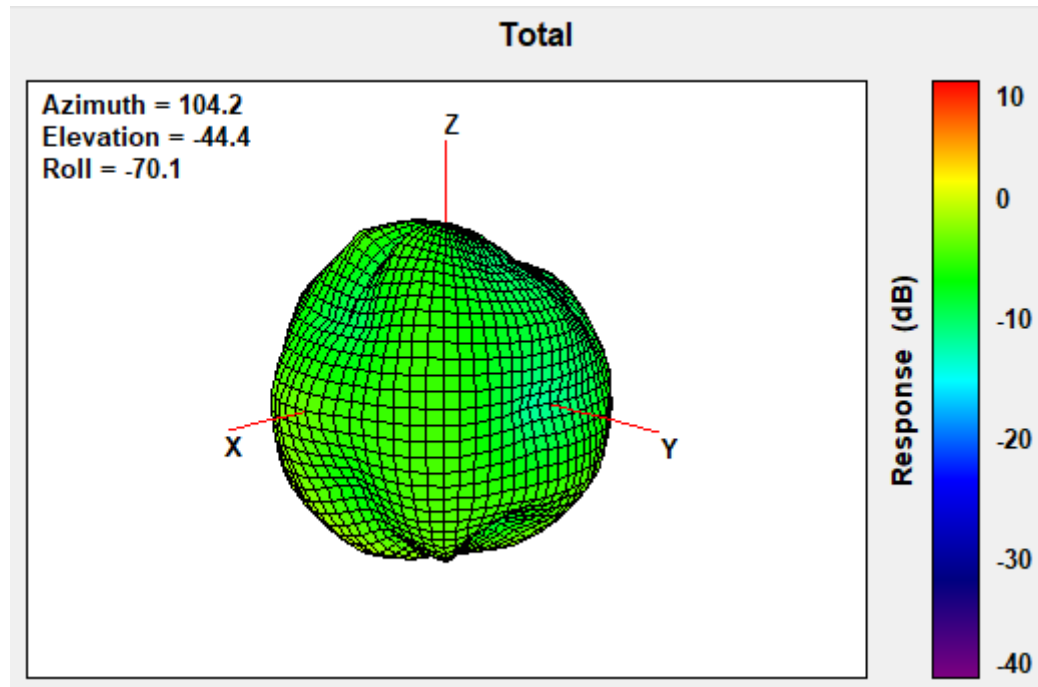 Total
Azimuth = 104.2
Elevation = -44.4
Roll = -70.1
Z
X
Y
10
0
-10
-20
-30
-40
Response (dB)